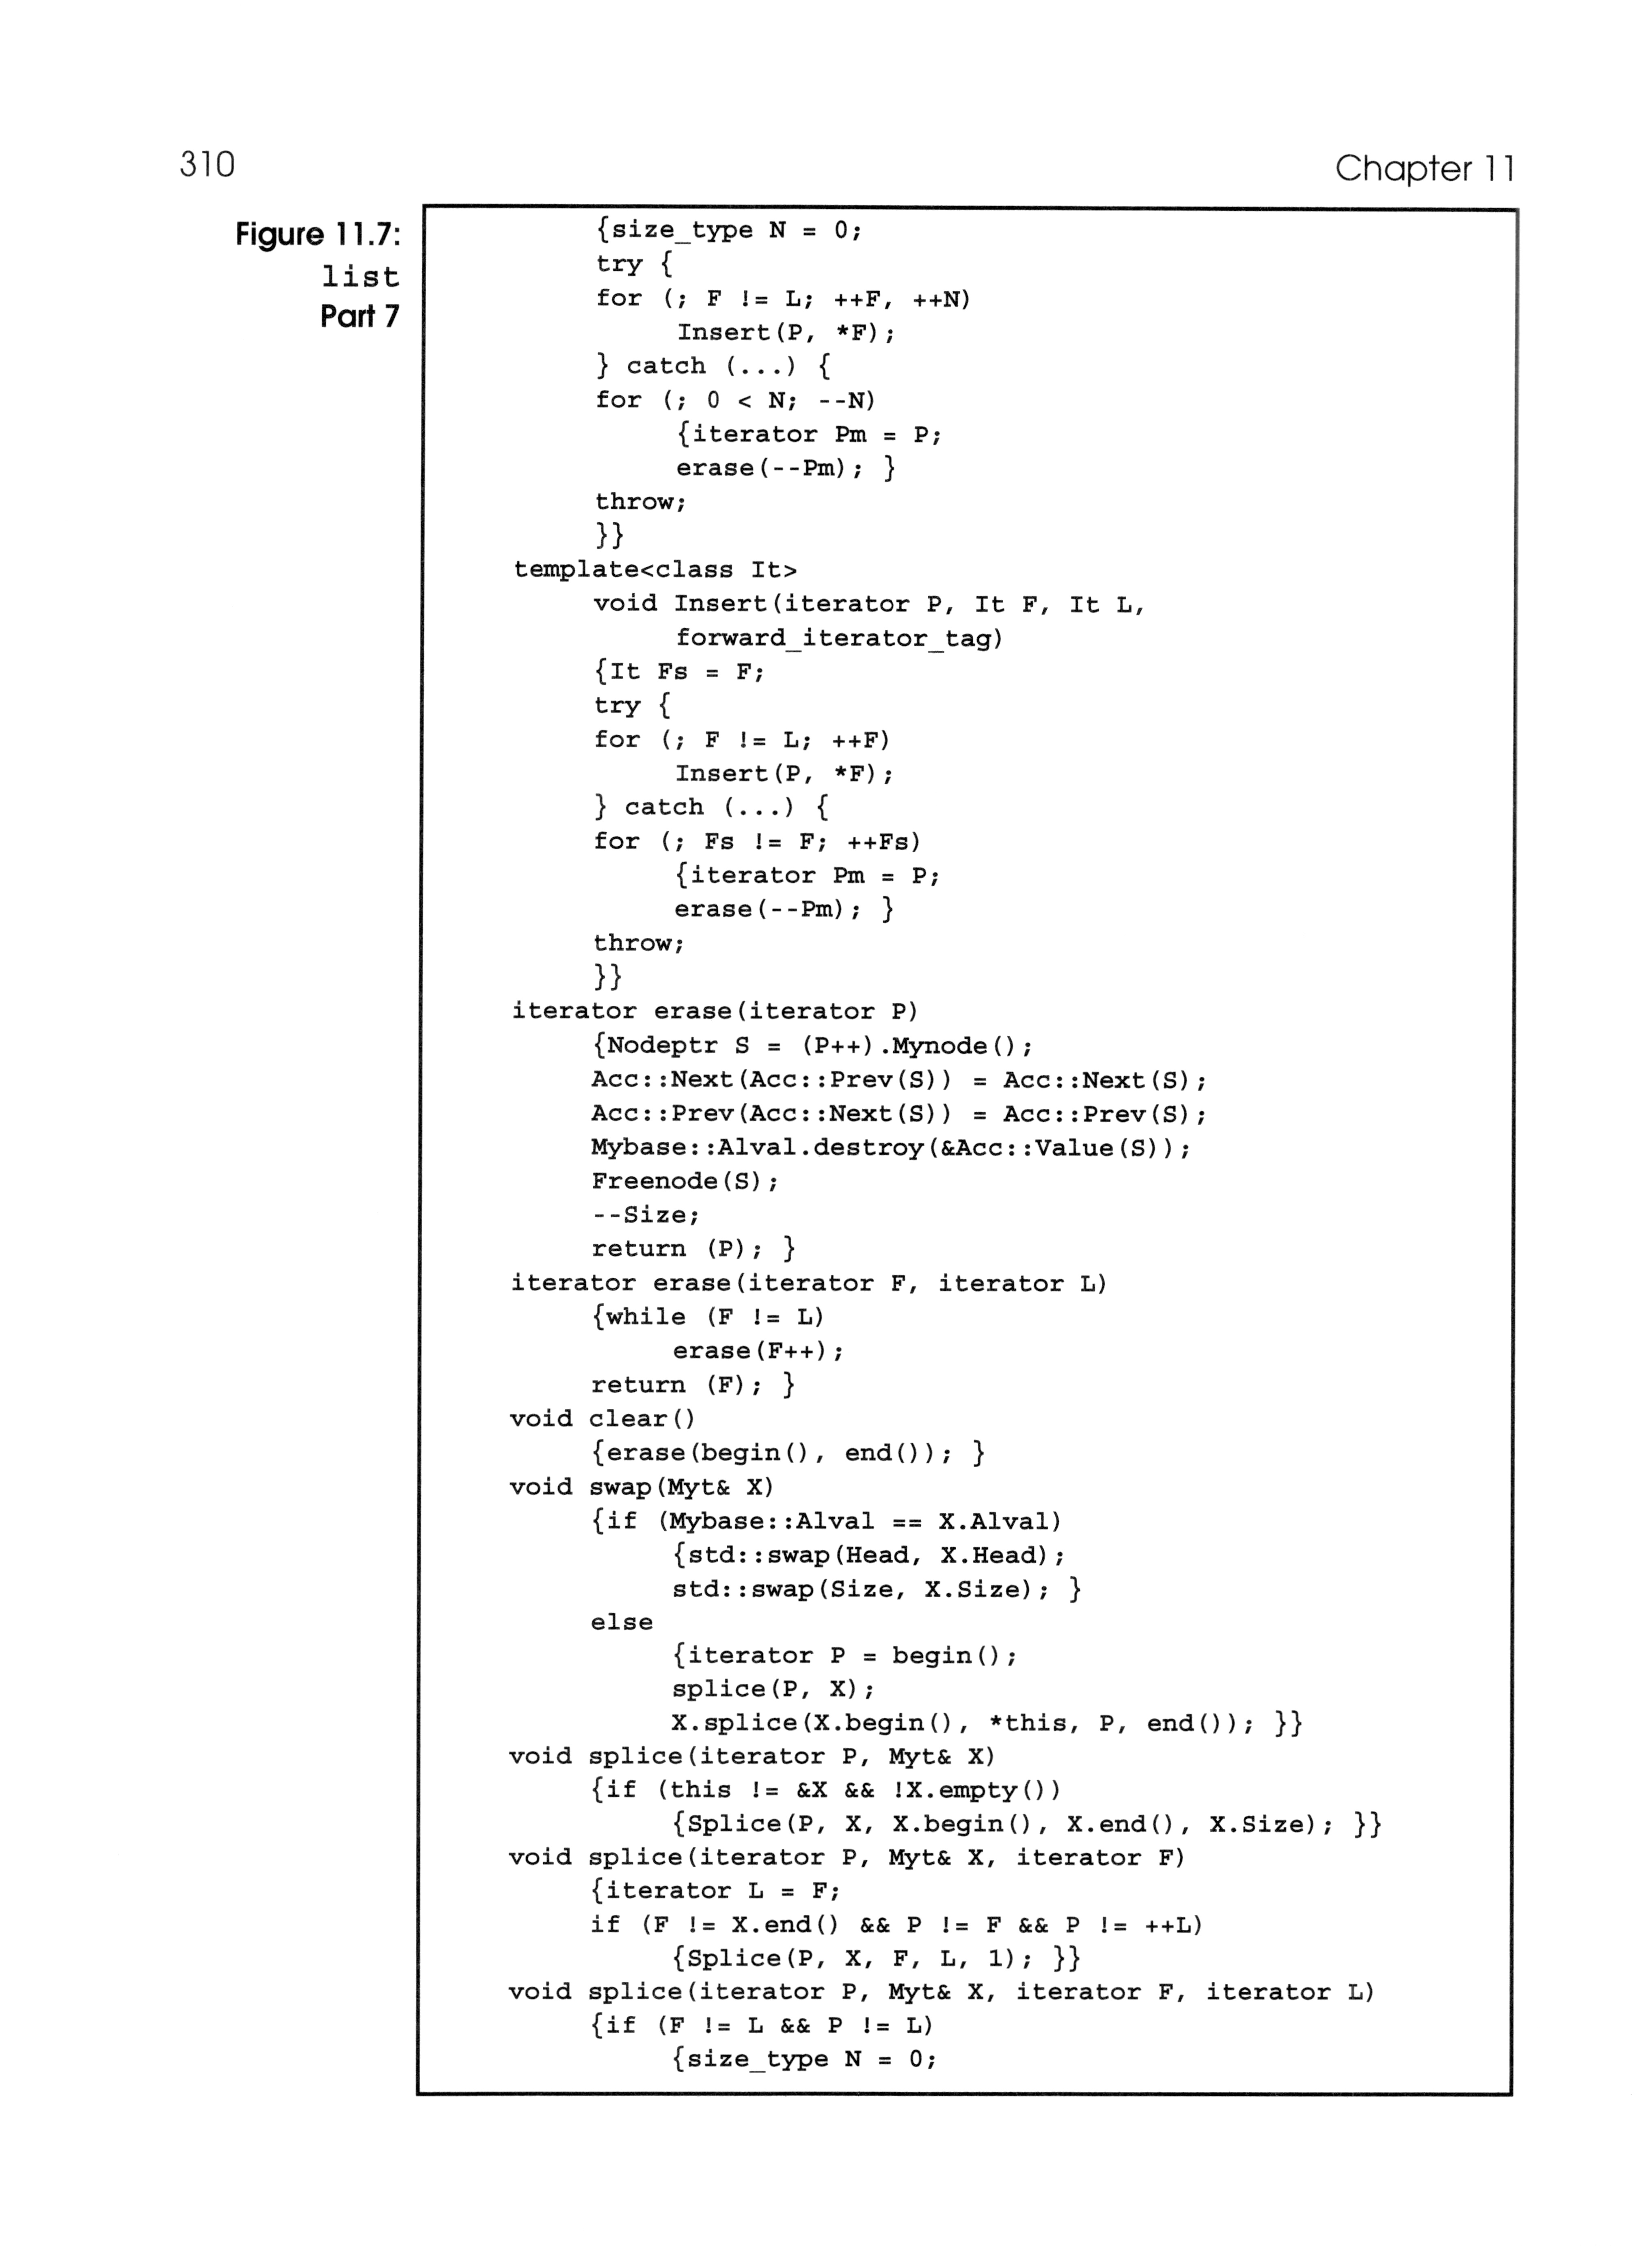 310
Chapter 11
Figure 11.7:
list
Part 7
{size_type N = 0;
try {
for (; F != L; ++F, ++N)
Insert(P, *F);
} catch (...) {
for (; 0 < N; --N)
{iterator Pm = P;
erase(--Pm); }
throw;
}}
template<class It>
void Insert(iterator P, It F, It L,
forward_iterator_tag)
{It Fs = F;
try {
for (; F != L; ++F)
Insert(P, *F);
} catch (...) {
for (; Fs != F; ++Fs)
{iterator Pm = P;
erase(--Pm); }
throw;
}}
iterator erase(iterator P)
{Nodeptr S = (P++).Mynode();
Acc::Next(Acc::Prev(S)) = Acc::Next(S);
Acc::Prev(Acc::Next(S)) = Acc::Prev(S);
Mybase::Alval.destroy(&Acc::Value(S));
Freenode(S);
--Size;
return (P); }
iterator erase(iterator F, iterator L)
{while (F != L)
erase(F++);
return (F); }
void clear()
{erase(begin(), end()); }
void swap(Myt& X)
{if (Mybase::Alval == X.Alval)
{std::swap(Head, X.Head);
std::swap(Size, X.Size); }
else
{iterator P = begin();
splice(P, X);
X.splice(X.begin(), *this, P, end()); }}
void splice(iterator P, Myt& X)
{if (this != &X && !X.empty())
{Splice(P, X, X.begin(), X.end(), X.Size); }}
void splice(iterator P, Myt& X, iterator F)
{iterator L = F;
if (F != X.end() && P != F && P != ++L)
{Splice(P, X, F, L, 1); }}
void splice(iterator P, Myt& X, iterator F, iterator L)
{if (F != L && P != L)
{size_type N = 0;